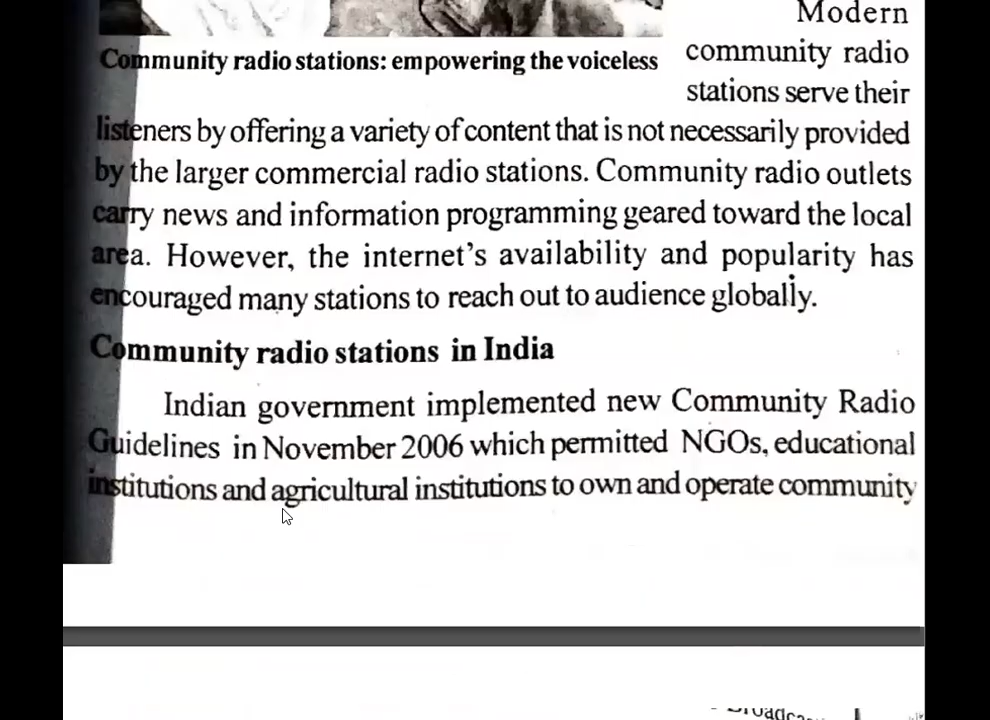 Modern
Community radio stations: empowering the voiceless
community radio
stations serve their
listeners by offering a variety of content that is not necessarily provided
by the larger commercial radio stations. Community radio outlets
carry news and information programming geared toward the local
area. However, the internet's availability and popularity has
encouraged many stations to reach out to audience globally.
Community radio stations in India
Indian government implemented new Community Radio
Guidelines in November 2006 which permitted NGOs, educational
institutions and agricultural institutions to own and operate community